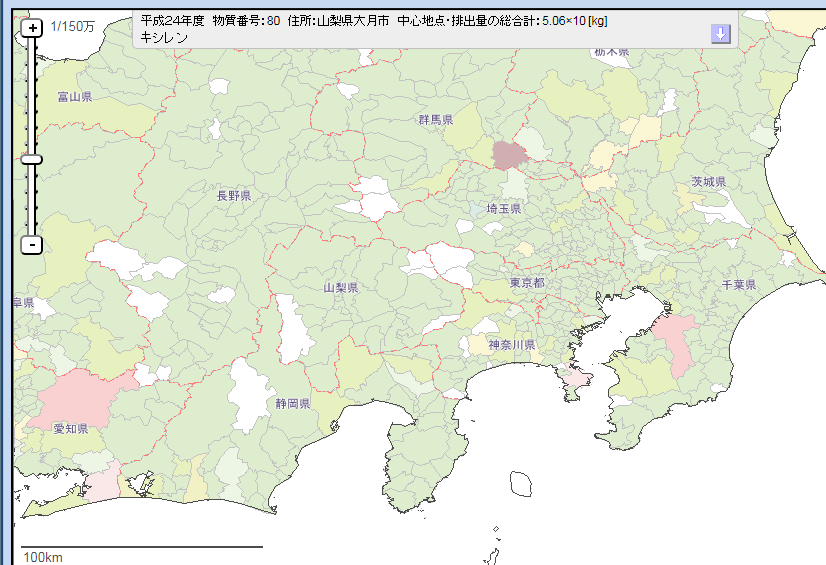 平成24年度 物質番号:80 住所:山梨県大月市 中心地点・排出量の総合計:5.06×10 [kg]
キシレン
+
1/150万
栃木県
富山県
群馬県
長野県
茨城県
埼玉県
-
山梨県
東京都
千葉県
阜県
神奈川県
静岡県
愛知県
100km